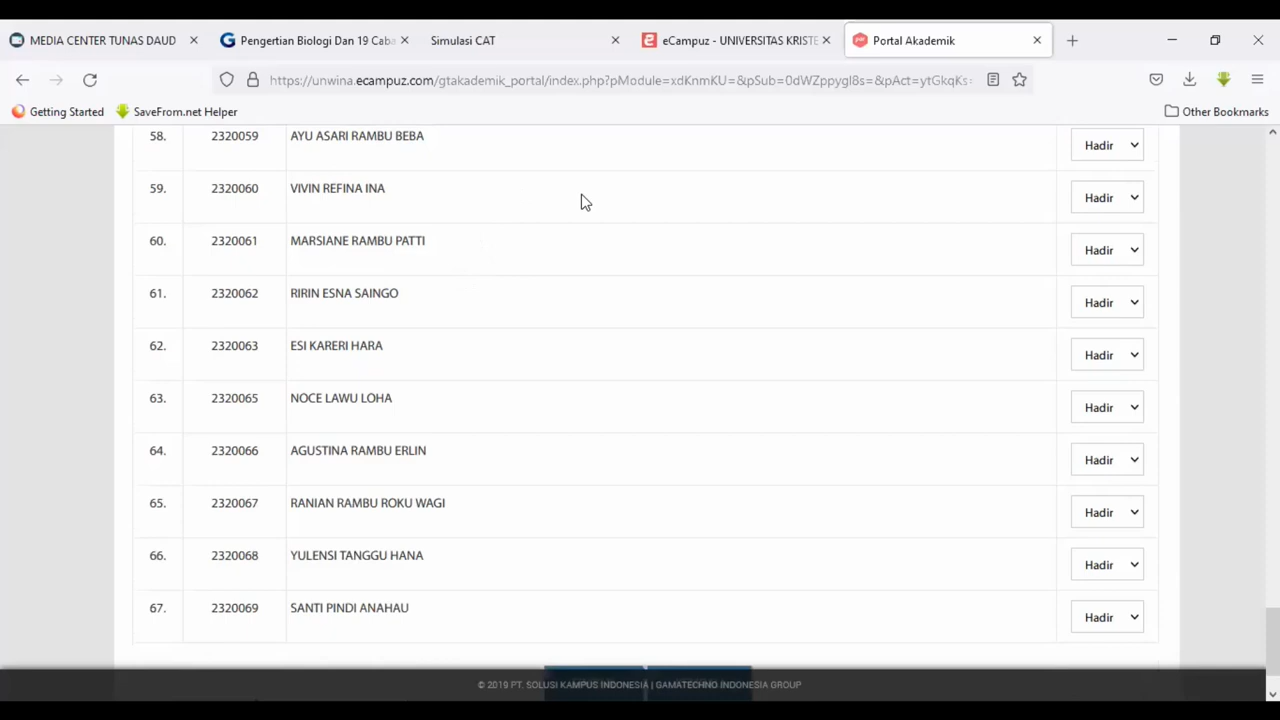 MEDIA CENTER TUNAS DAUD
Pengertian Biologi Dan 19 Caba
Simulasi CAT
eCampuz - UNIVERSITAS KRISTE
Portal Akademik
https://unwina.ecampuz.com/gtakademik_portal/index.php?pModule=xdKnmKU=&pSub=0dWZppygl8s=&pAct=ytGkqKs=
Getting Started
SaveFrom.net Helper
Other Bookmarks
58. 2320059 AYU ASARI RAMBU BEBA Hadir
59. 2320060 VIVIN REFINA INA Hadir
60. 2320061 MARSIANE RAMBU PATTI Hadir
61. 2320062 RIRIN ESNA SAINGO Hadir
62. 2320063 ESI KARERI HARA Hadir
63. 2320065 NOCE LAWU LOHA Hadir
64. 2320066 AGUSTINA RAMBU ERLIN Hadir
65. 2320067 RANIAN RAMBU ROKU WAGI Hadir
66. 2320068 YULENSI TANGGU HANA Hadir
67. 2320069 SANTI PINDI ANAHAU Hadir
© 2019 PT. SOLUSI KAMPUS INDONESIA | GAMATECHNO INDONESIA GROUP